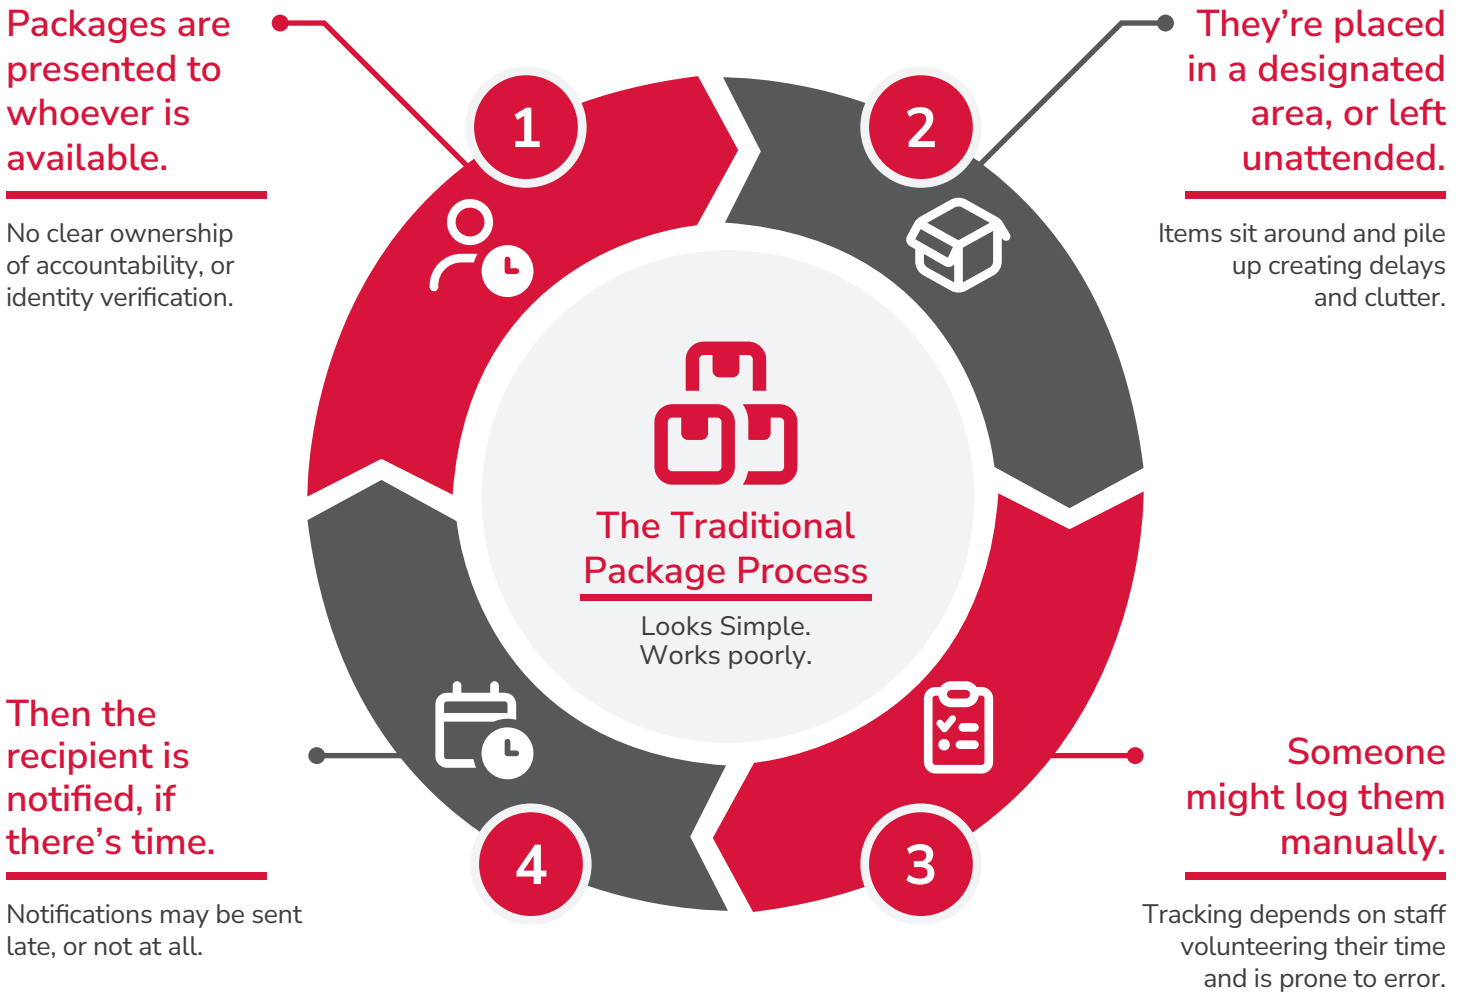 Packages are
presented to
whoever is
available.
No clear ownership
of accountability, or
identity verification.
1
2
They’re placed
in a designated
area, or left
unattended.
Items sit around and pile
up creating delays
and clutter.
The Traditional
Package Process
Looks Simple.
Works poorly.
3
Someone
might log them
manually.
Tracking depends on staff
volunteering their time
and is prone to error.
4
Then the
recipient is
notified, if
there’s time.
Notifications may be sent
late, or not at all.